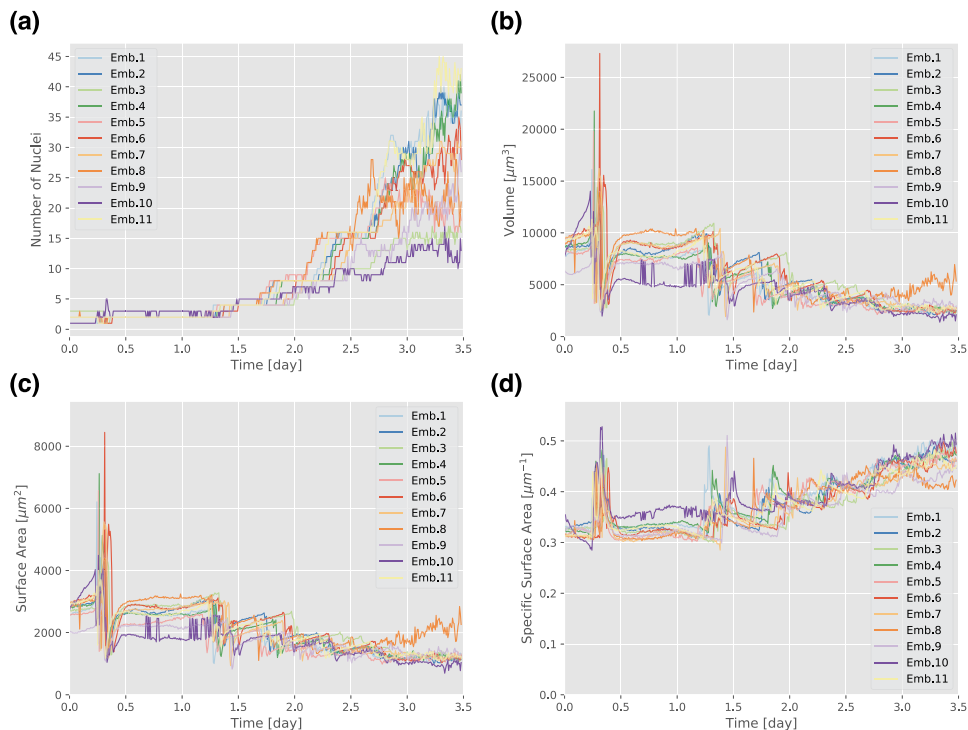 (a)
Number of Nuclei
45
40
35
30
25
20
15
10
5
0
Emb.1
Emb.2
Emb.3
Emb.4
Emb.5
Emb.6
Emb.7
Emb.8
Emb.9
Emb.10
Emb.11
0.0 0.5 1.0 1.5 2.0 2.5 3.0 3.5
Time [day]
(b)
Volume [μm³]
25000
20000
15000
10000
5000
0
Emb.1
Emb.2
Emb.3
Emb.4
Emb.5
Emb.6
Emb.7
Emb.8
Emb.9
Emb.10
Emb.11
0.0 0.5 1.0 1.5 2.0 2.5 3.0 3.5
Time [day]
(c)
Surface Area [μm²]
8000
6000
4000
2000
0
Emb.1
Emb.2
Emb.3
Emb.4
Emb.5
Emb.6
Emb.7
Emb.8
Emb.9
Emb.10
Emb.11
0.0 0.5 1.0 1.5 2.0 2.5 3.0 3.5
Time [day]
(d)
Specific Surface Area [μm⁻¹]
0.5
0.4
0.3
0.2
0.1
0.0
Emb.1
Emb.2
Emb.3
Emb.4
Emb.5
Emb.6
Emb.7
Emb.8
Emb.9
Emb.10
Emb.11
0.0 0.5 1.0 1.5 2.0 2.5 3.0 3.5
Time [day]